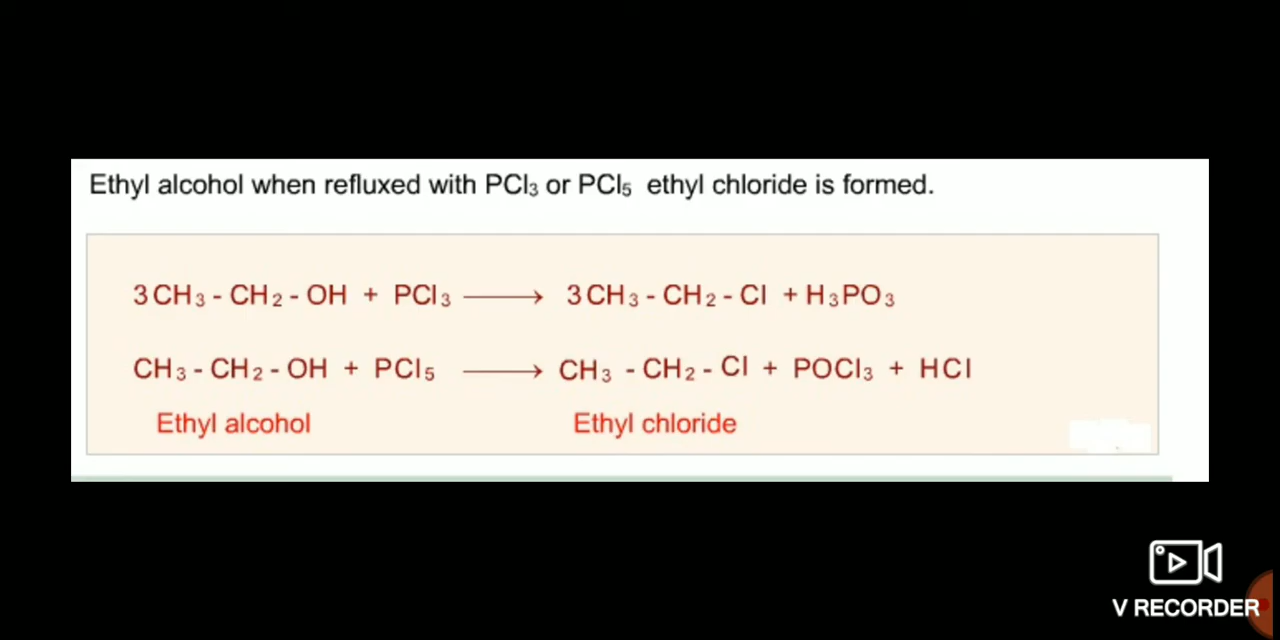 Ethyl alcohol when refluxed with PCl₃ or PCl₅ ethyl chloride is formed.
3CH₃ - CH₂ - OH + PCl₃ ⟶ 3CH₃ - CH₂ - Cl + H₃PO₃
CH₃ - CH₂ - OH + PCl₅ ⟶ CH₃ - CH₂ - Cl + POCl₃ + HCl
Ethyl alcohol Ethyl chloride
V RECORDER